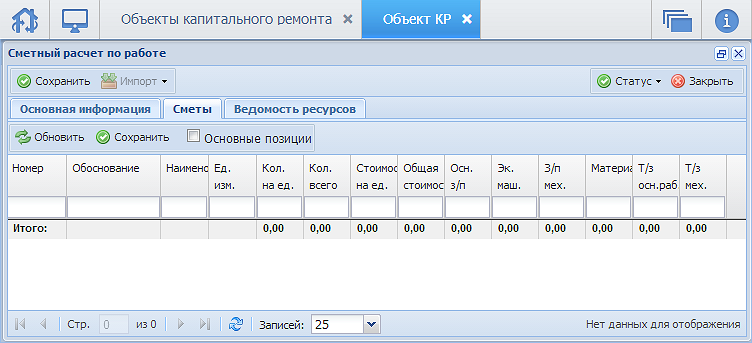 Объекты капитального ремонта Объект КР
Сметный расчет по работе
Сохранить Импорт Статус Закрыть
Основная информация Сметы Ведомость ресурсов
Обновить Сохранить Основные позиции
Номер Обоснование Наимено Ед. Кол. Кол. Стоимос Общая Осн. Эк. З/п Материа Т/з Т/з
изм. на ед. всего на ед. стоимос з/п маш. мех. осн.раб мех.
Итого: 0,00 0,00 0,00 0,00 0,00 0,00 0,00 0,00 0,00 0,00
Стр. 0 из 0 Записей: 25 Нет данных для отображения